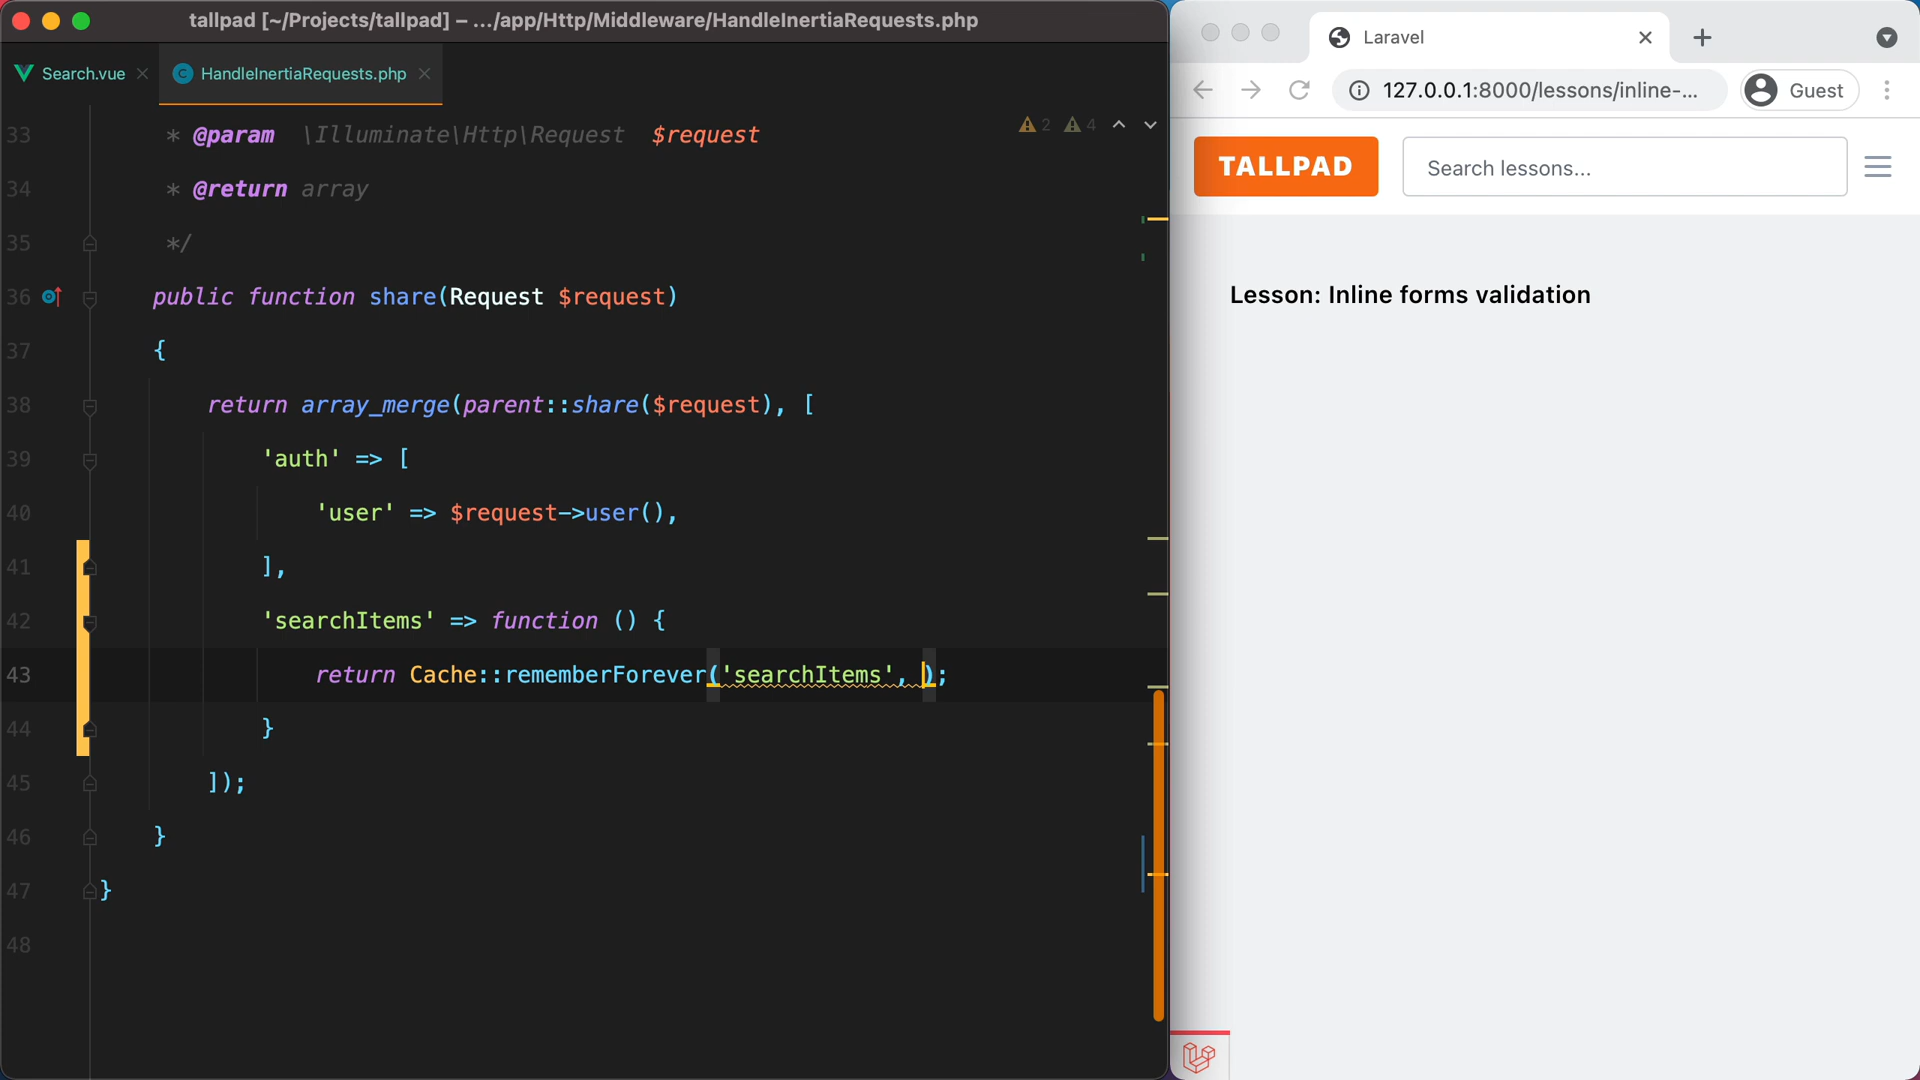 tallpad [~/Projects/tallpad] – .../app/Http/Middleware/HandleInertiaRequests.php
Search.vue
HandleInertiaRequests.php
2
4
33 * @param \Illuminate\Http\Request $request
34 * @return array
35 */
36 public function share(Request $request)
37 {
38 return array_merge(parent::share($request), [
39 'auth' => [
40 'user' => $request->user(),
41 ],
42 'searchItems' => function () {
43 return Cache::rememberForever('searchItems', );
44 }
45 ]);
46 }
47 }
48
Laravel
127.0.0.1:8000/lessons/inline-...
Guest
TALLPAD
Search lessons...
Lesson: Inline forms validation